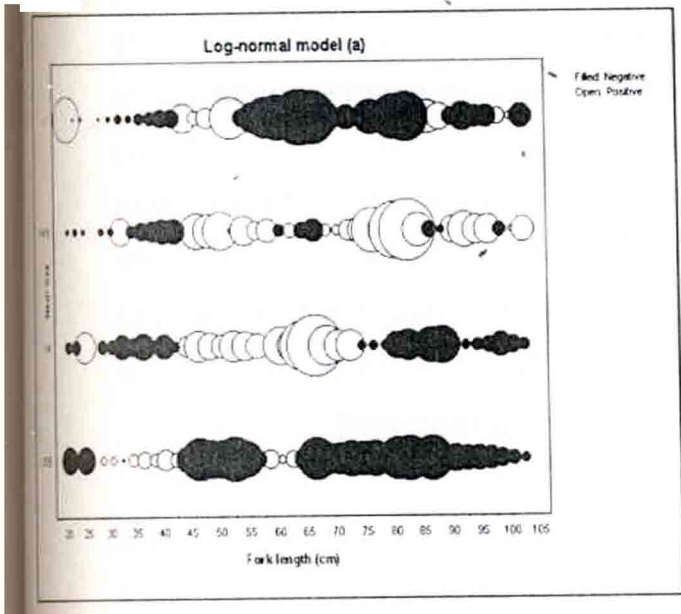 Log-normal model (a)
Filled Negative
Open Positive
20 25 30 35 40 45 50 55 60 65 70 75 80 85 90 95 100 105
Fork length (cm)